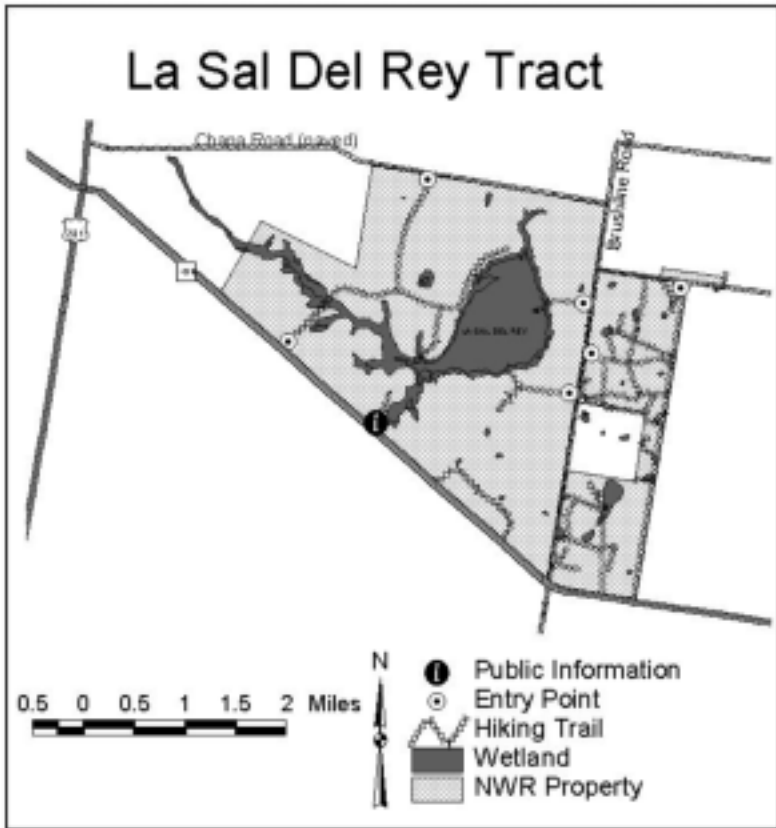 La Sal Del Rey Tract
Chapa Road (paved)
Brushline Road
281
LA SAL DEL REY
i
N
0.5 0 0.5 1 1.5 2 Miles
i Public Information
Entry Point
Hiking Trail
Wetland
NWR Property